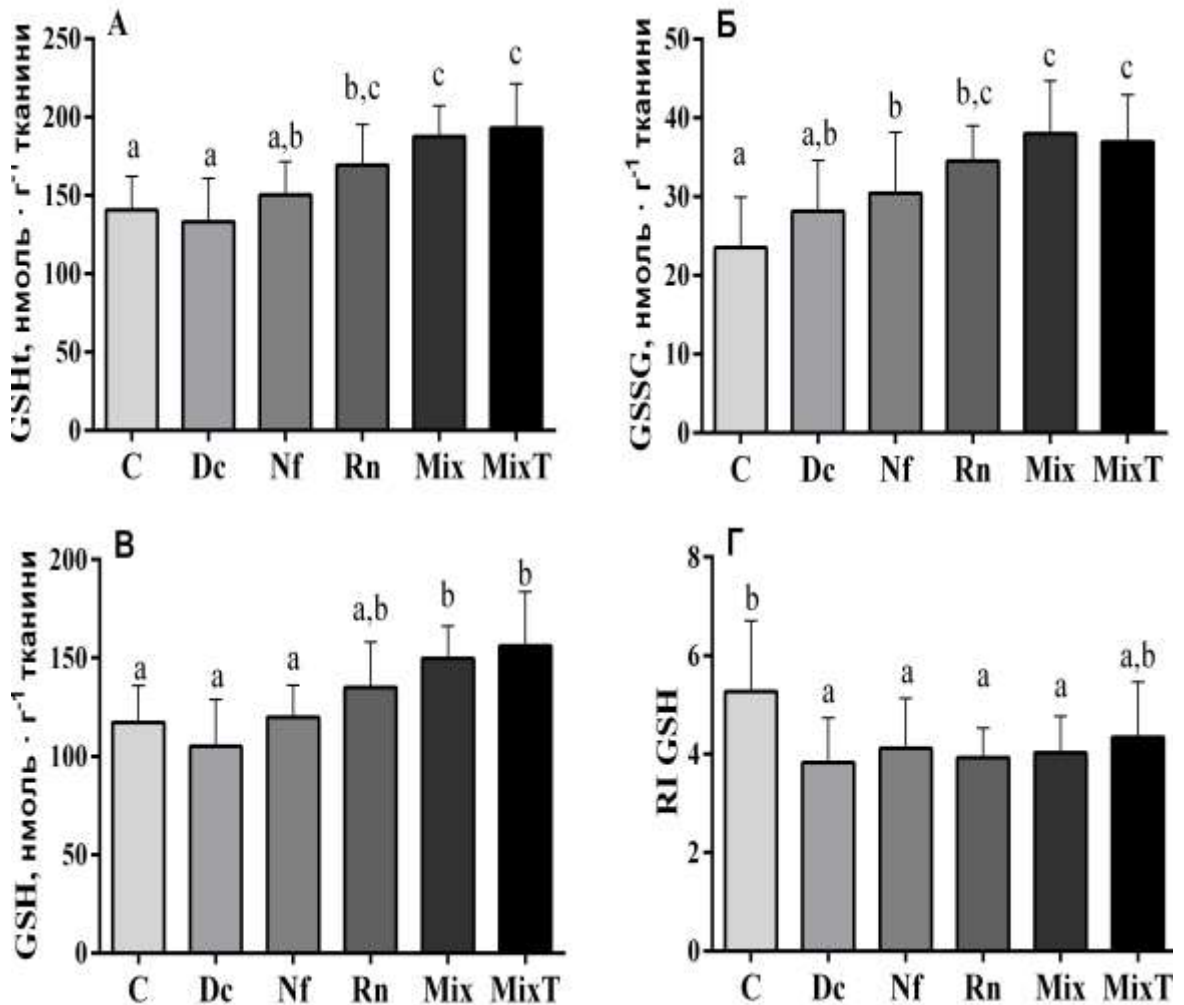 А
GSHt, нмоль · г⁻¹ тканини
250
200
150
100
50
0
a
a
a,b
b,c
c
c
C Dc Nf Rn Mix MixT
Б
GSSG, нмоль · г⁻¹ тканини
50
40
30
20
10
0
a
a,b
b
b,c
c
c
C Dc Nf Rn Mix MixT
В
GSH, нмоль · г⁻¹ тканини
200
150
100
50
0
a
a
a
a,b
b
b
C Dc Nf Rn Mix MixT
Г
RI GSH
8
6
4
2
0
b
a
a
a
a
a,b
C Dc Nf Rn Mix MixT